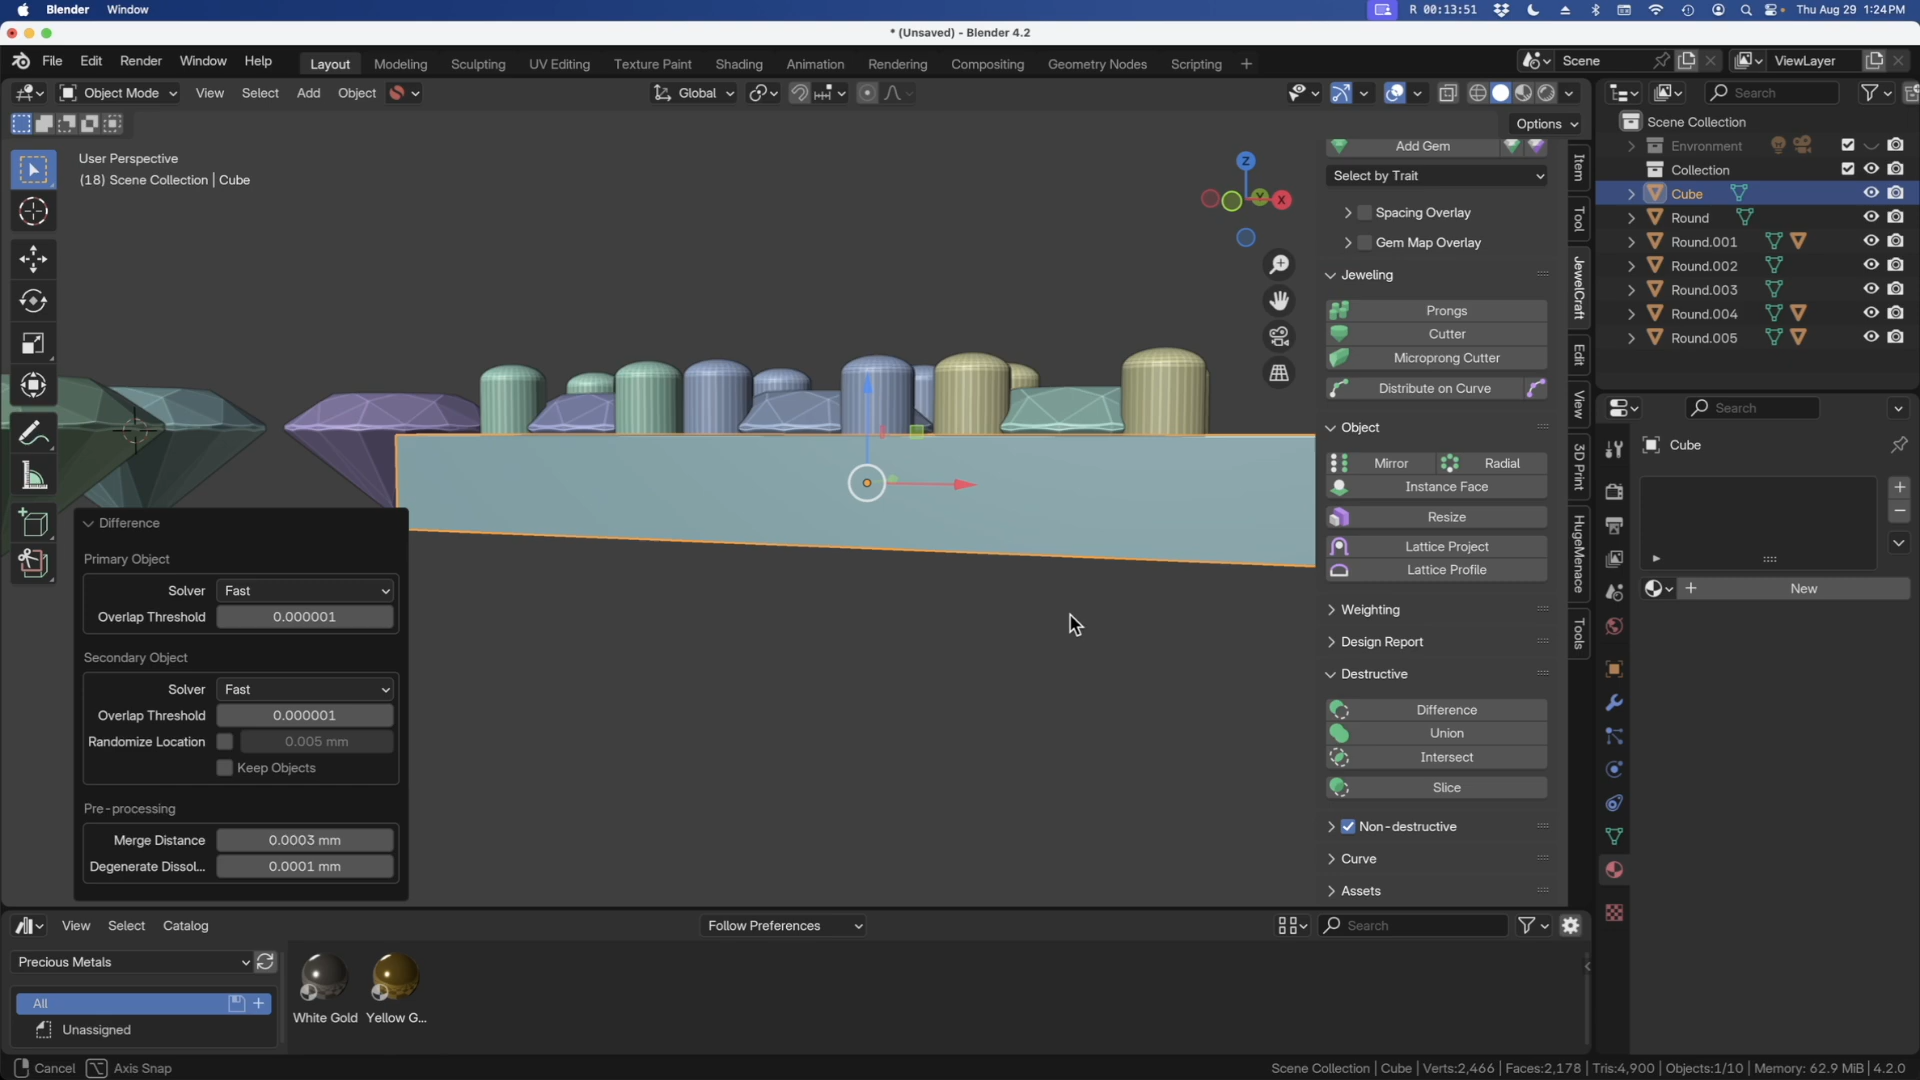 Blender Window
R 00:13:51
Thu Aug 29 1:24PM
* (Unsaved) - Blender 4.2
File Edit Render Window Help
Layout Modeling Sculpting UV Editing Texture Paint Shading Animation Rendering Compositing Geometry Nodes Scripting +
Scene
ViewLayer
Object Mode View Select Add Object
Global
Search
Options
User Perspective
(18) Scene Collection | Cube
Z
Y
X
Add Gem
Select by Trait
Spacing Overlay
Gem Map Overlay
Jeweling
Prongs
Cutter
Microprong Cutter
Distribute on Curve
Object
Mirror Radial
Instance Face
Resize
Lattice Project
Lattice Profile
Weighting
Design Report
Destructive
Difference
Union
Intersect
Slice
Non-destructive
Curve
Assets
Item
Tool
JewelCraft
Edit
View
3D Print
HugeMenace
Tools
Scene Collection
Environment
Collection
Cube
Round
Round.001
Round.002
Round.003
Round.004
Round.005
Search
Cube
New
Difference
Primary Object
Solver Fast
Overlap Threshold 0.000001
Secondary Object
Solver Fast
Overlap Threshold 0.000001
Randomize Location 0.005 mm
Keep Objects
Pre-processing
Merge Distance 0.0003 mm
Degenerate Dissol... 0.0001 mm
View Select Catalog
Follow Preferences
Search
Precious Metals
All
Unassigned
White Gold Yellow G...
Cancel Axis Snap
Scene Collection | Cube | Verts:2,466 | Faces:2,178 | Tris:4,900 | Objects:1/10 | Memory: 62.9 MiB | 4.2.0